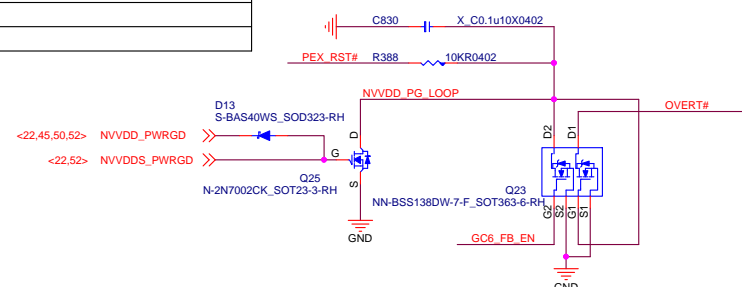 C830 X_C0.1u10X0402
PEX_RST# R388 10KR0402
NVVDD_PG_LOOP
OVERT#
D13
S-BAS40WS_SOD323-RH
<22,45,50,52> NVVDD_PWRGD
<22,52> NVVDDS_PWRGD
D
G
S
Q25
N-2N7002CK_SOT23-3-RH
D2
D1
Q23
NN-BSS138DW-7-F_SOT363-6-RH
G2
S2
G1
S1
GC6_FB_EN
GND
GND